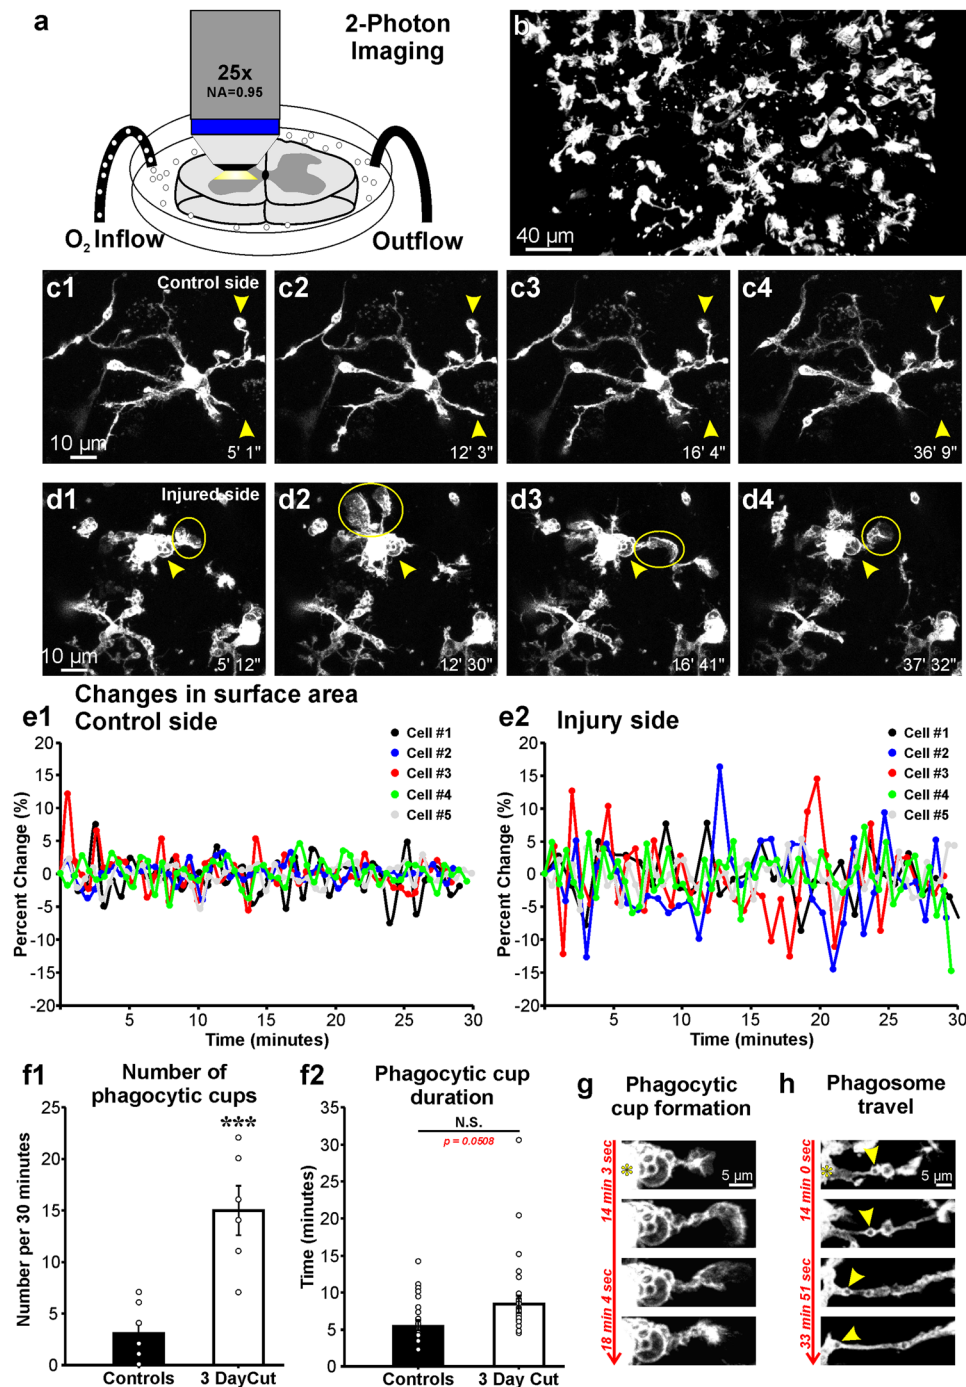 a
2-Photon
Imaging
25x
NA=0.95
O2 Inflow
Outflow
b
40 µm
c1
Control side
10 µm
5' 1"
c2
12' 3"
c3
16' 4"
c4
36' 9"
d1
Injured side
10 µm
5' 12"
d2
12' 30"
d3
16' 41"
d4
37' 32"
Changes in surface area
e1
Control side
Percent Change (%)
20
15
10
5
0
-5
-10
-15
-20
5
10
15
20
25
30
Time (minutes)
Cell #1
Cell #2
Cell #3
Cell #4
Cell #5
e2
Injury side
Percent Change (%)
20
15
10
5
0
-5
-10
-15
-20
5
10
15
20
25
30
Time (minutes)
Cell #1
Cell #2
Cell #3
Cell #4
Cell #5
f1
Number of
phagocytic cups
Number per 30 minutes
25
20
15
10
5
0
***
Controls
3 DayCut
f2
Phagocytic cup
duration
Time (minutes)
35
30
25
20
15
10
5
0
N.S.
p = 0.0508
Controls
3 Day Cut
g
Phagocytic
cup formation
14 min 3 sec
18 min 4 sec
*
5 µm
h
Phagosome
travel
14 min 0 sec
33 min 51 sec
*
5 µm